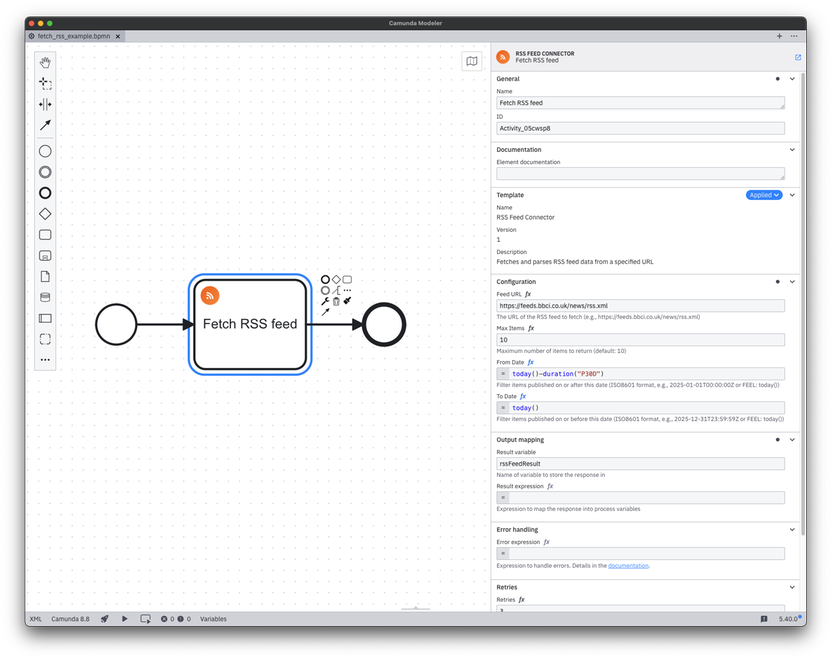 Camunda Modeler
fetch_rss_example.bpmn
RSS FEED CONNECTOR
Fetch RSS feed
General
Name
Fetch RSS feed
ID
Activity_05cwsp8
Documentation
Element documentation
Template
Applied
Name
RSS Feed Connector
Version
1
Description
Fetches and parses RSS feed data from a specified URL
Configuration
Feed URL fx
https://feeds.bbci.co.uk/news/rss.xml
The URL of the RSS feed to fetch (e.g., https://feeds.bbci.co.uk/news/rss.xml)
Max Items fx
10
Maximum number of items to return (default: 10)
From Date fx
= today()-duration("P30D")
Filter items published on or after this date (ISO8601 format, e.g., 2025-01-01T00:00:00Z or FEEL: today())
To Date fx
= today()
Filter items published on or before this date (ISO8601 format, e.g., 2025-12-31T23:59:59Z or FEEL: today())
Output mapping
Result variable
rssFeedResult
Name of variable to store the response in
Result expression fx
=
Expression to map the response into process variables
Error handling
Error expression fx
=
Expression to handle errors. Details in the documentation.
Retries
Retries fx
Fetch RSS feed
XML
Camunda 8.8
0
0
Variables
5.40.0